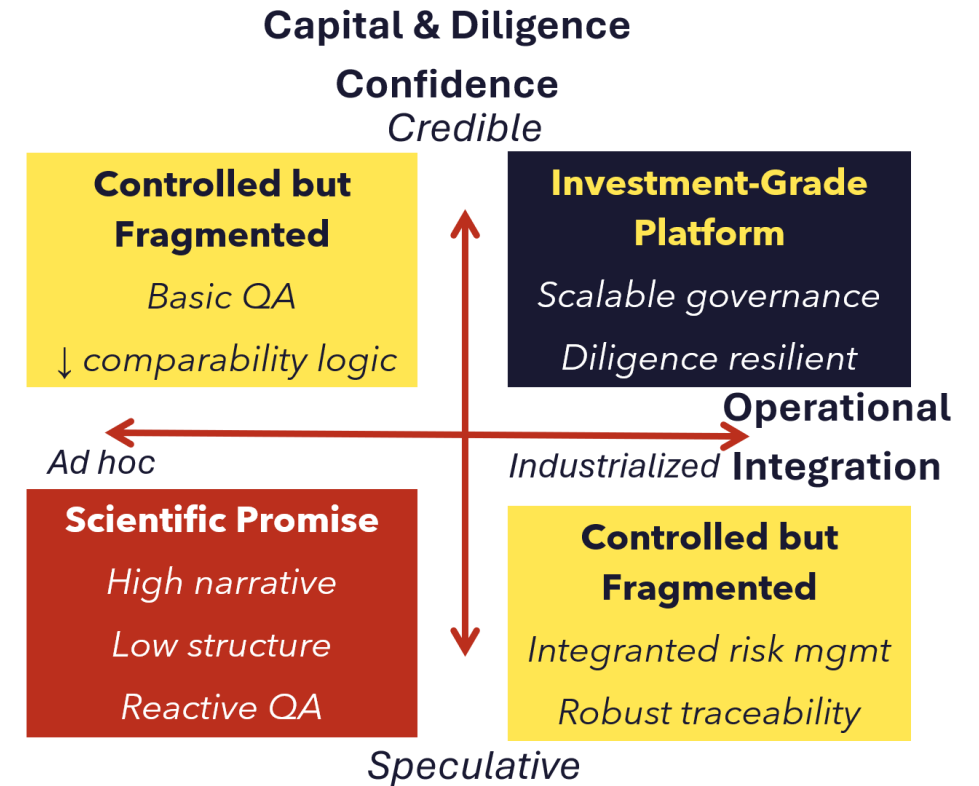 Capital & Diligence
Confidence
Credible
Controlled but
Fragmented
Basic QA
↓ comparability logic
Investment-Grade
Platform
Scalable governance
Diligence resilient
Operational
Integration
Ad hoc
Industrialized
Scientific Promise
High narrative
Low structure
Reactive QA
Controlled but
Fragmented
Integranted risk mgmt
Robust traceability
Speculative